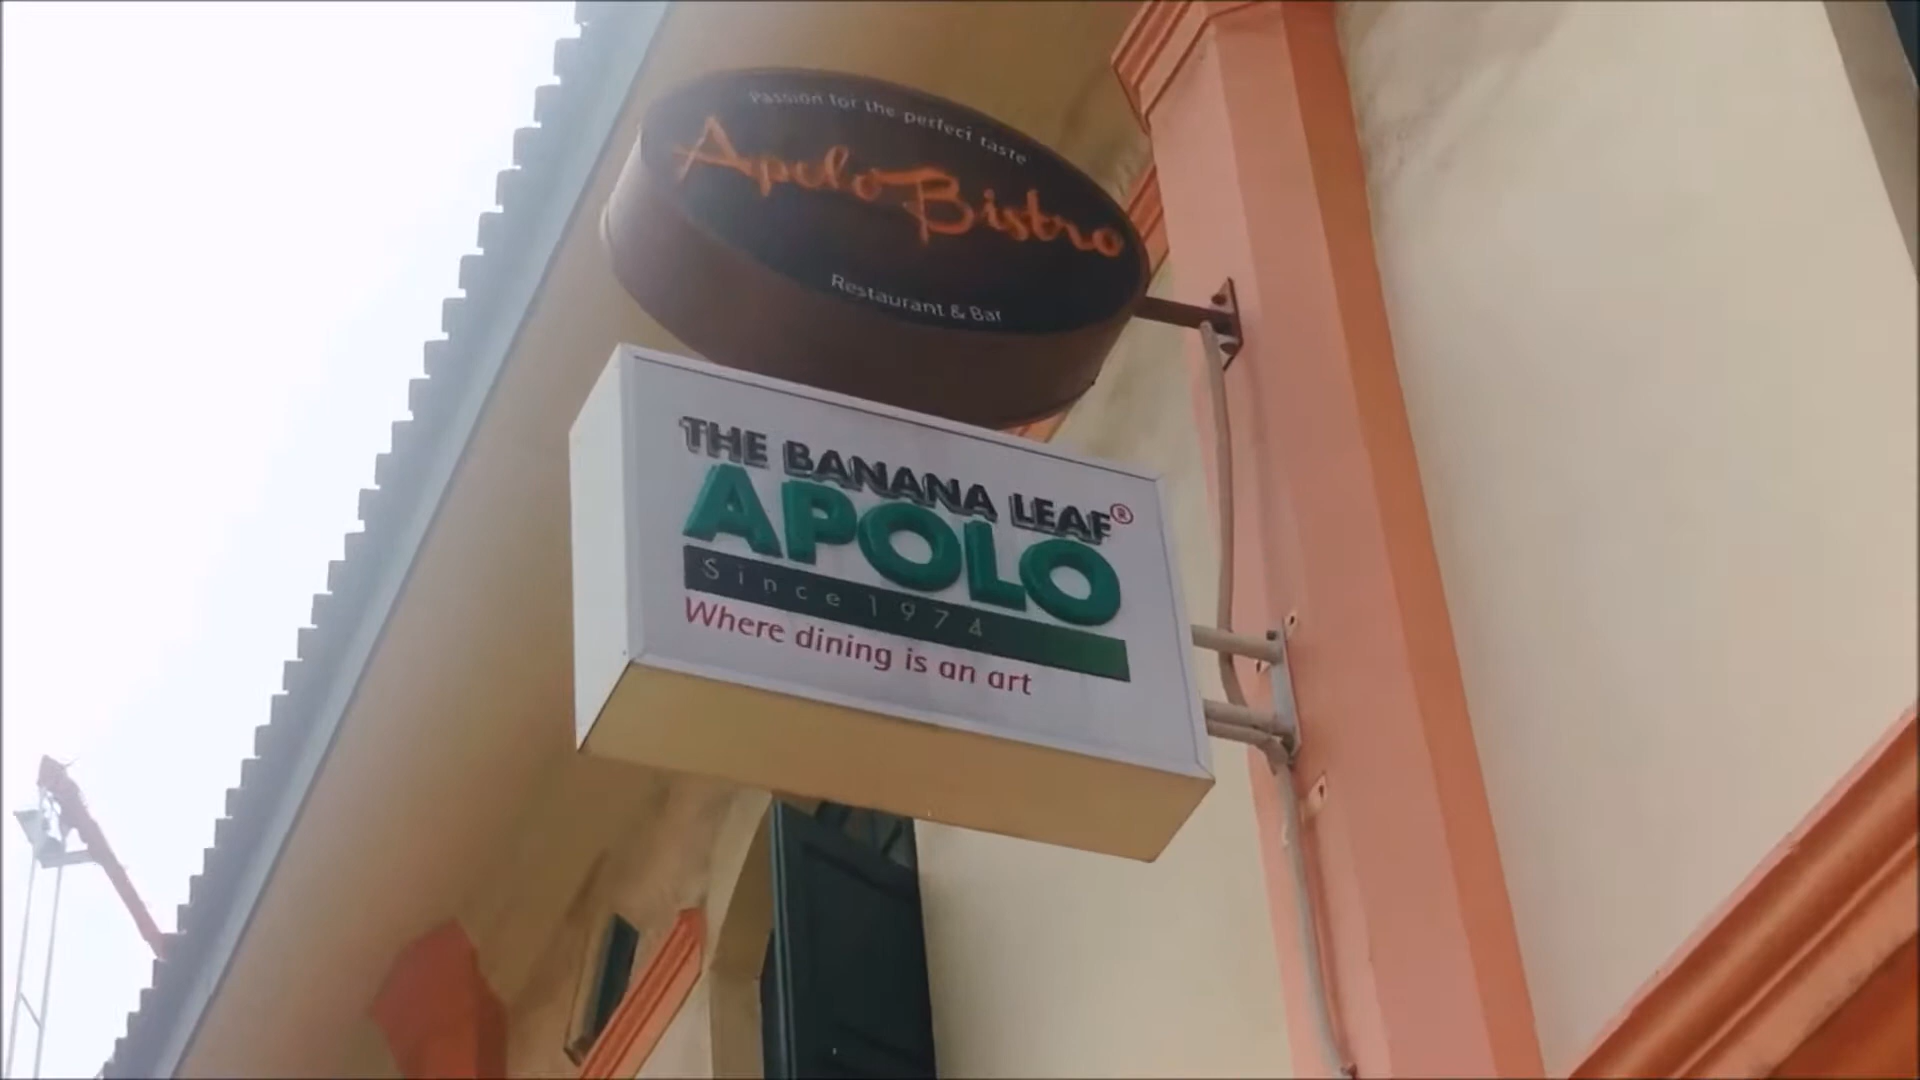 Passion for the perfect taste
Apolo Bistro
Restaurant & Bar
THE BANANA LEAF®
APOLO
Since 1974
Where dining is an art